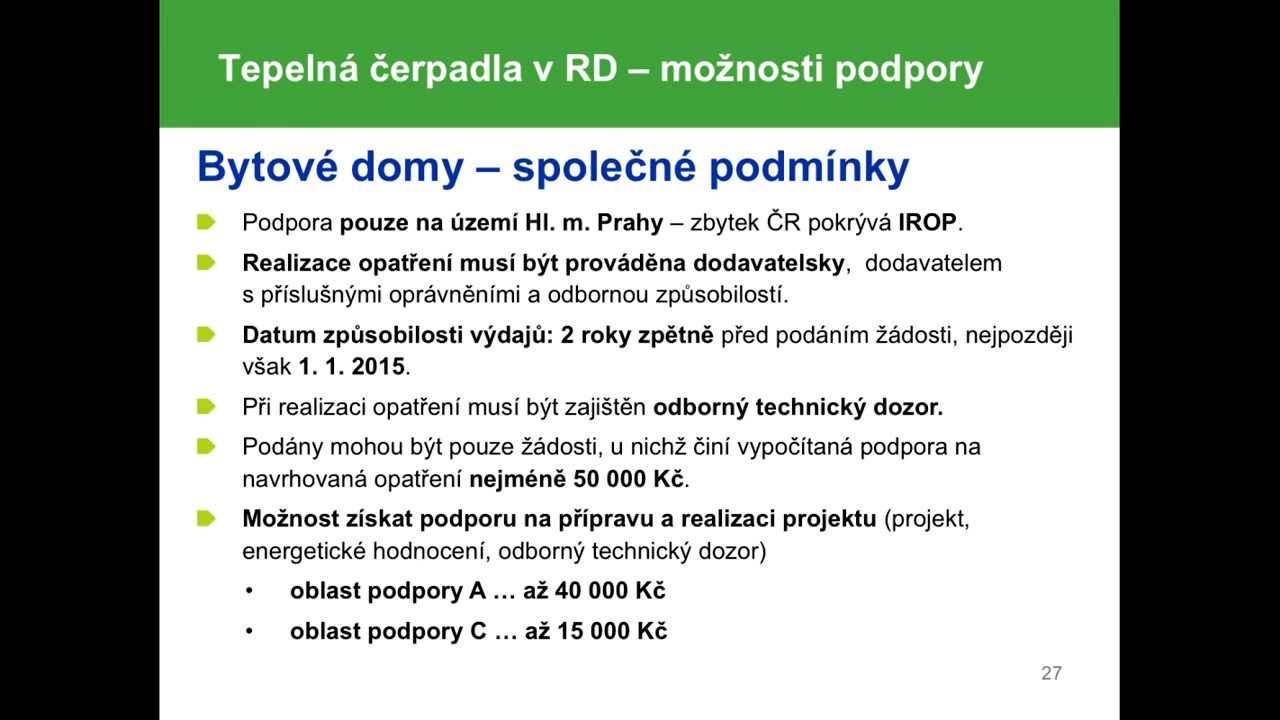 Tepelná čerpadla v RD – možnosti podpory
Bytové domy – společné podmínky
Podpora pouze na území Hl. m. Prahy – zbytek ČR pokrývá IROP.
Realizace opatření musí být prováděna dodavatelsky, dodavatelem
s příslušnými oprávněními a odbornou způsobilostí.
Datum způsobilosti výdajů: 2 roky zpětně před podáním žádosti, nejpozději
však 1. 1. 2015.
Při realizaci opatření musí být zajištěn odborný technický dozor.
Podány mohou být pouze žádosti, u nichž činí vypočítaná podpora na
navrhovaná opatření nejméně 50 000 Kč.
Možnost získat podporu na přípravu a realizaci projektu (projekt,
energetické hodnocení, odborný technický dozor)
• oblast podpory A … až 40 000 Kč
• oblast podpory C … až 15 000 Kč
27